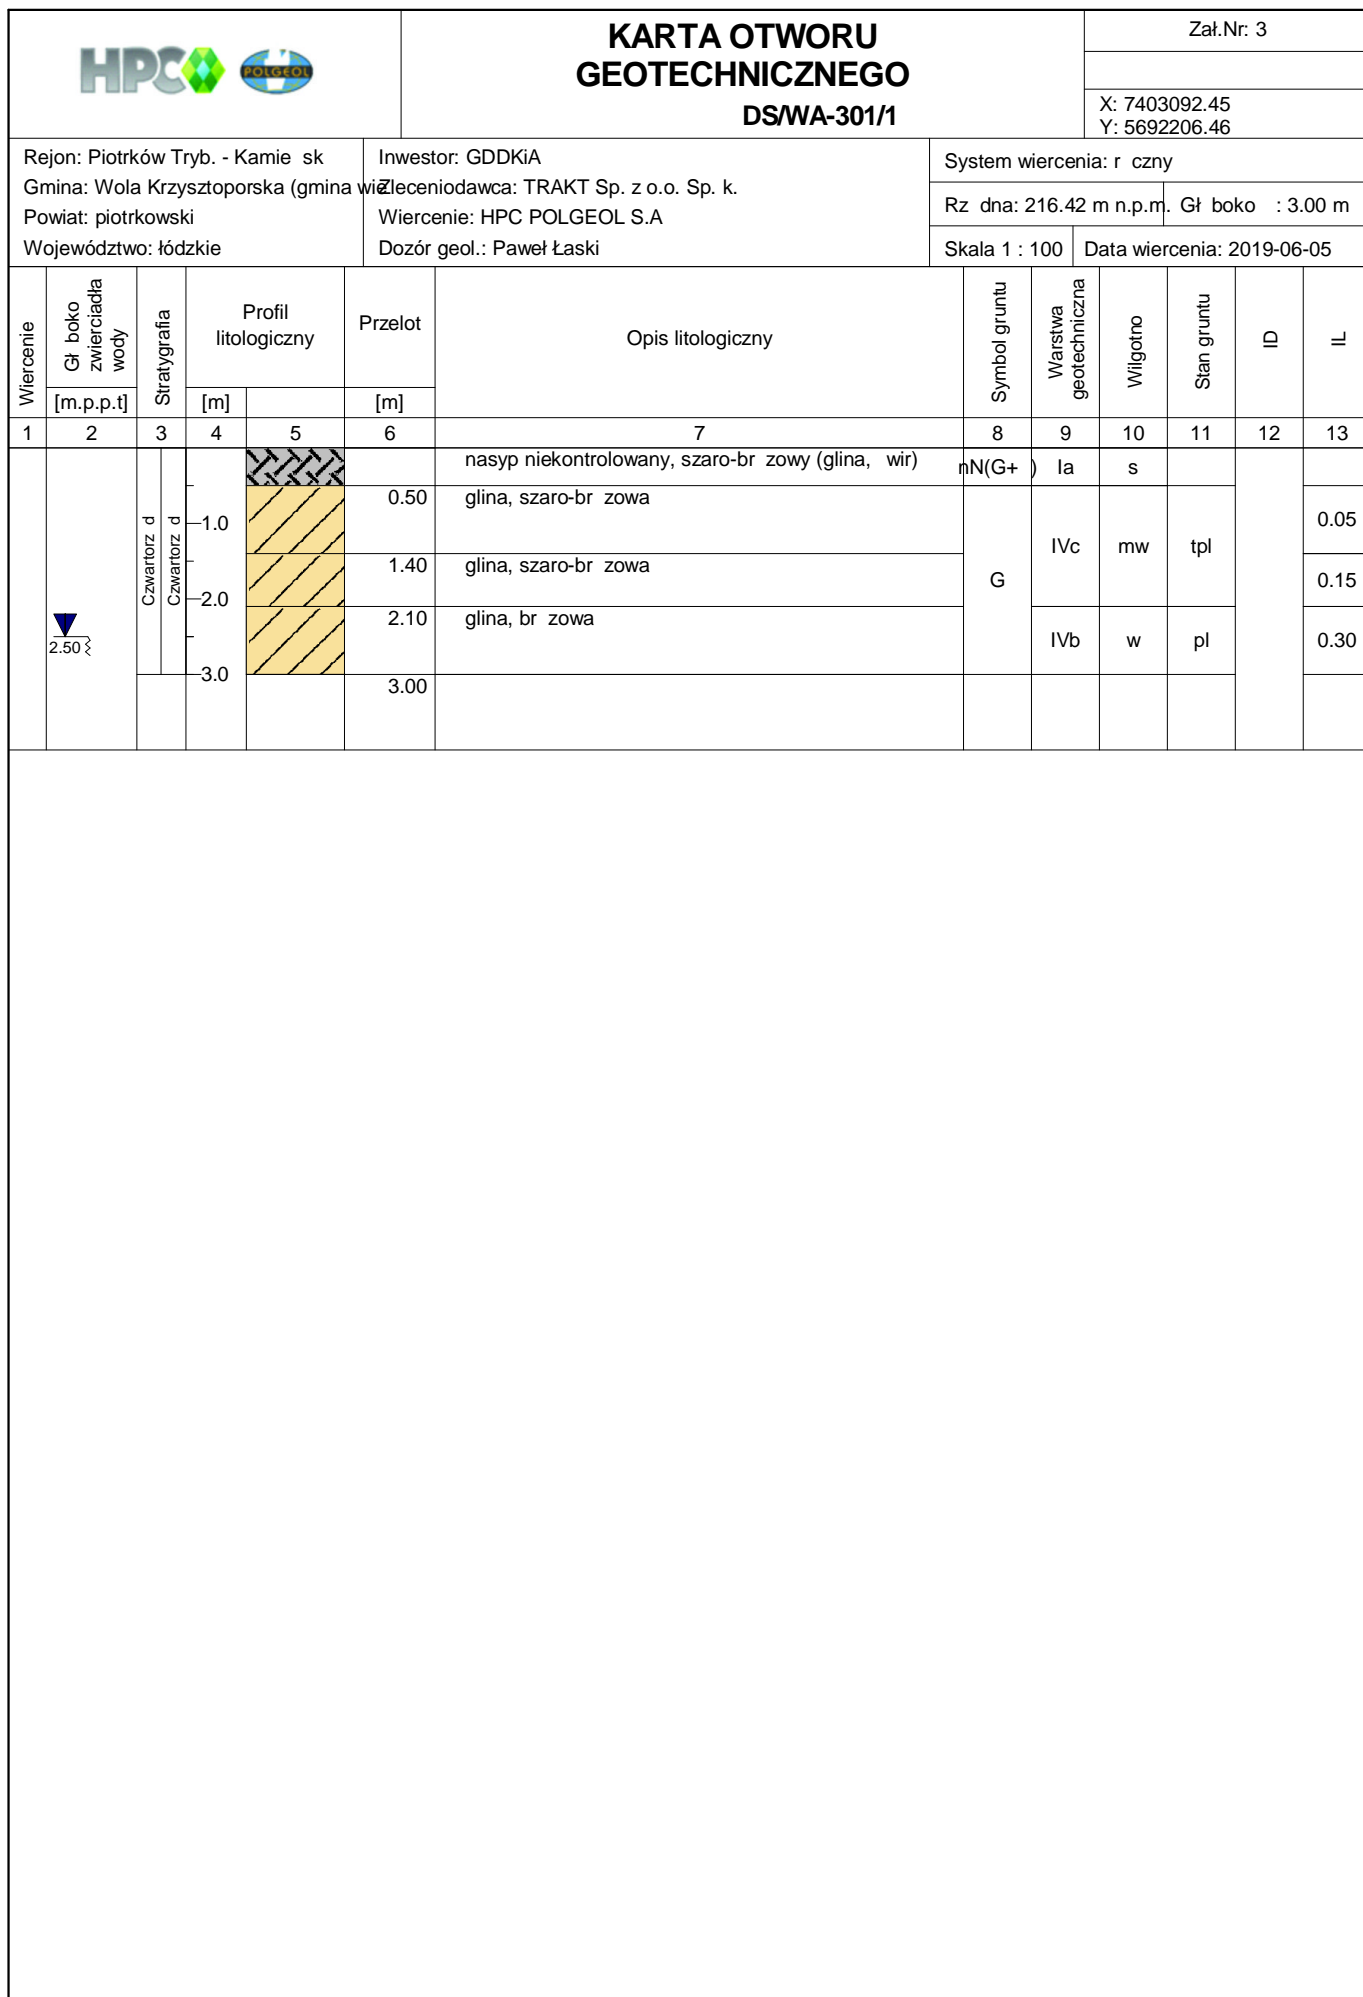 HPC POLGEOL
KARTA OTWORU
GEOTECHNICZNEGO
DS/WA-301/1
Zał.Nr: 3
X: 7403092.45
Y: 5692206.46
Rejon: Piotrków Tryb. - Kamie sk
Gmina: Wola Krzysztoporska (gmina wie
Powiat: piotrkowski
Województwo: łódzkie
Inwestor: GDDKiA
Zleceniodawca: TRAKT Sp. z o.o. Sp. k.
Wiercenie: HPC POLGEOL S.A
Dozór geol.: Paweł Łaski
System wiercenia: r czny
Rz dna: 216.42 m n.p.m. Gł boko : 3.00 m
Skala 1 : 100 Data wiercenia: 2019-06-05
Wiercenie
Gł boko
zwierciadła
wody
[m.p.p.t]
Stratygrafia
Profil
litologiczny
[m]
Przelot
[m]
Opis litologiczny
Symbol gruntu
Warstwa
geotechniczna
Wilgotno
Stan gruntu
ID
IL
1 2 3 4 5 6 7 8 9 10 11 12 13
nasyp niekontrolowany, szaro-br zowy (glina, wir) nN(G+ ) Ia s
0.50 glina, szaro-br zowa
Czwartorz d
Czwartorz d
1.0
0.05
IVc mw tpl
1.40 glina, szaro-br zowa
G
0.15
2.0
2.10 glina, br zowa
2.50
IVb w pl 0.30
3.0
3.00